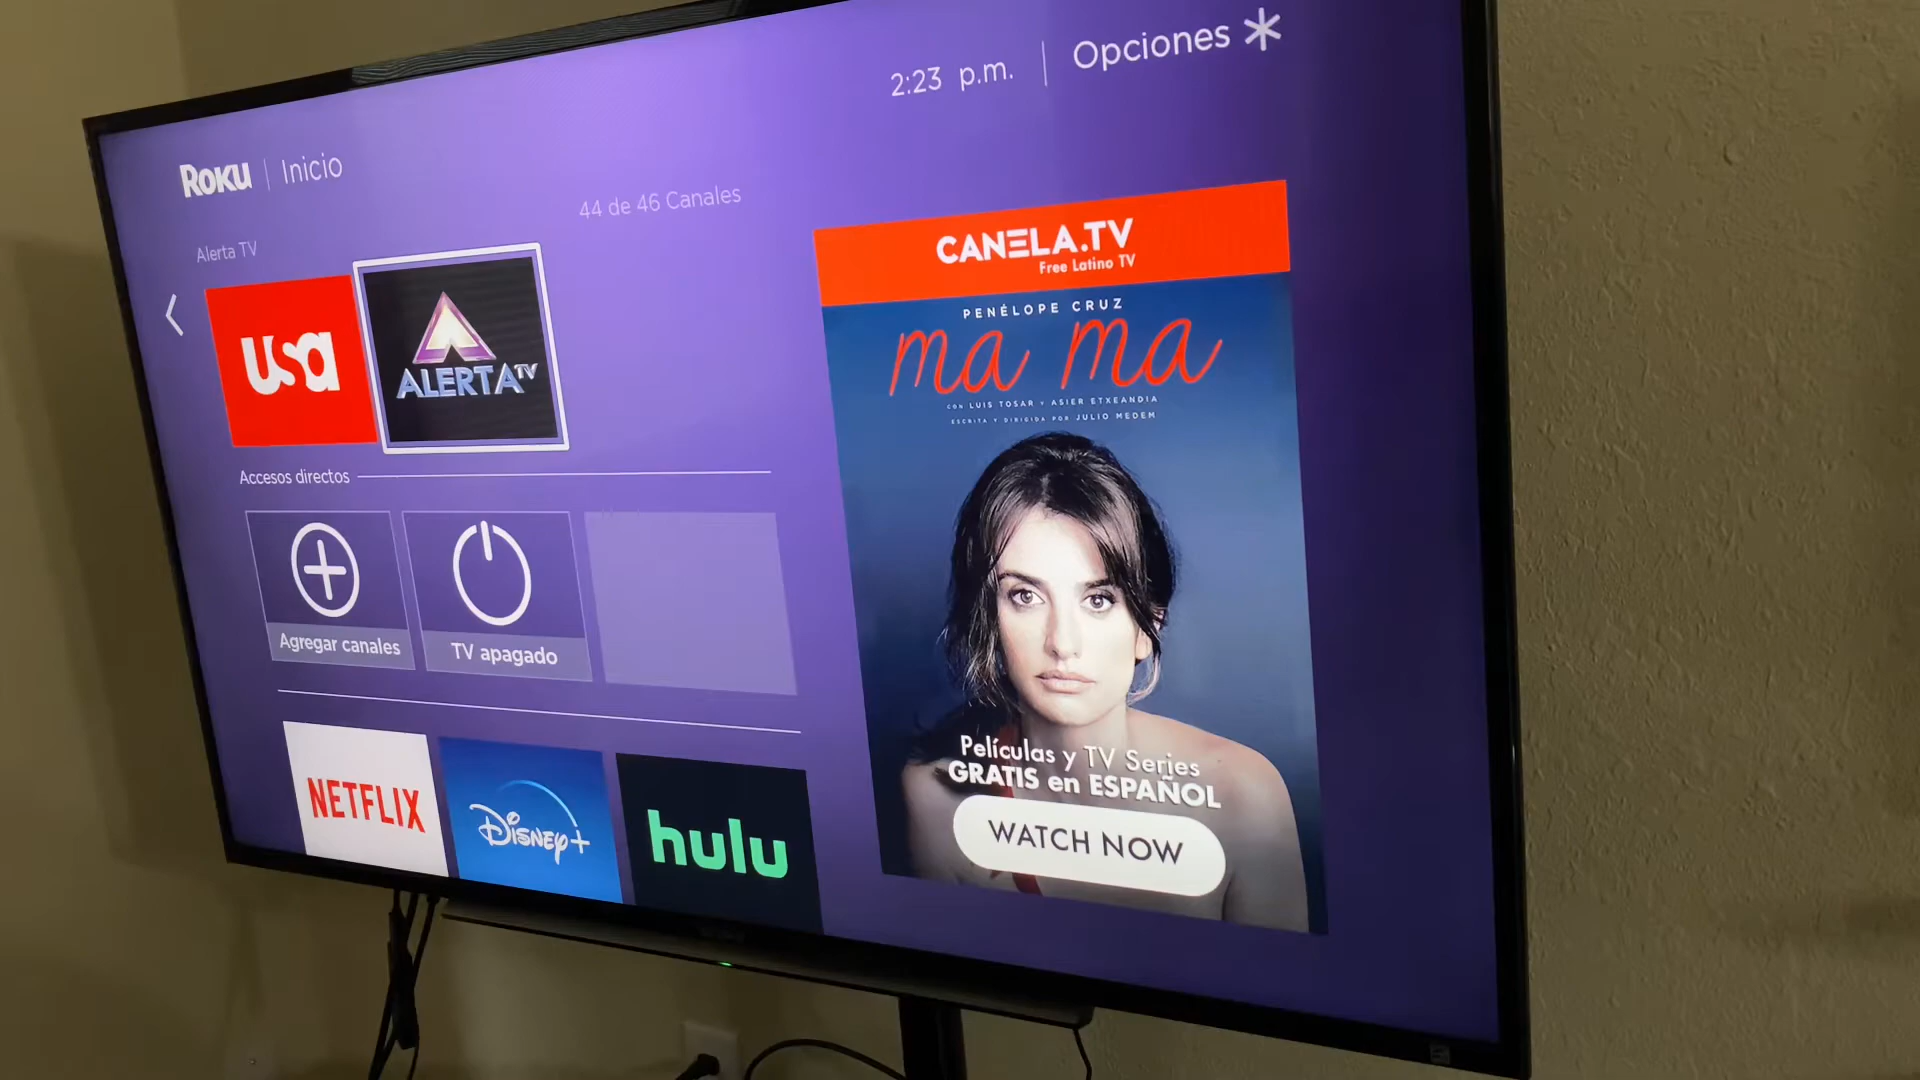 2:23 p.m. | Opciones *
Roku | Inicio
44 de 46 Canales
Alerta TV
usa
ALERTA TV
Accesos directos
Agregar canales
TV apagado
NETFLIX
Disney+
hulu
CANELA.TV
Free Latino TV
PENÉLOPE CRUZ
ma ma
CON LUIS TOSAR Y ASIER ETXEANDIA
ESCRITA Y DIRIGIDA POR JULIO MEDEM
Películas y TV Series
GRATIS en ESPAÑOL
WATCH NOW